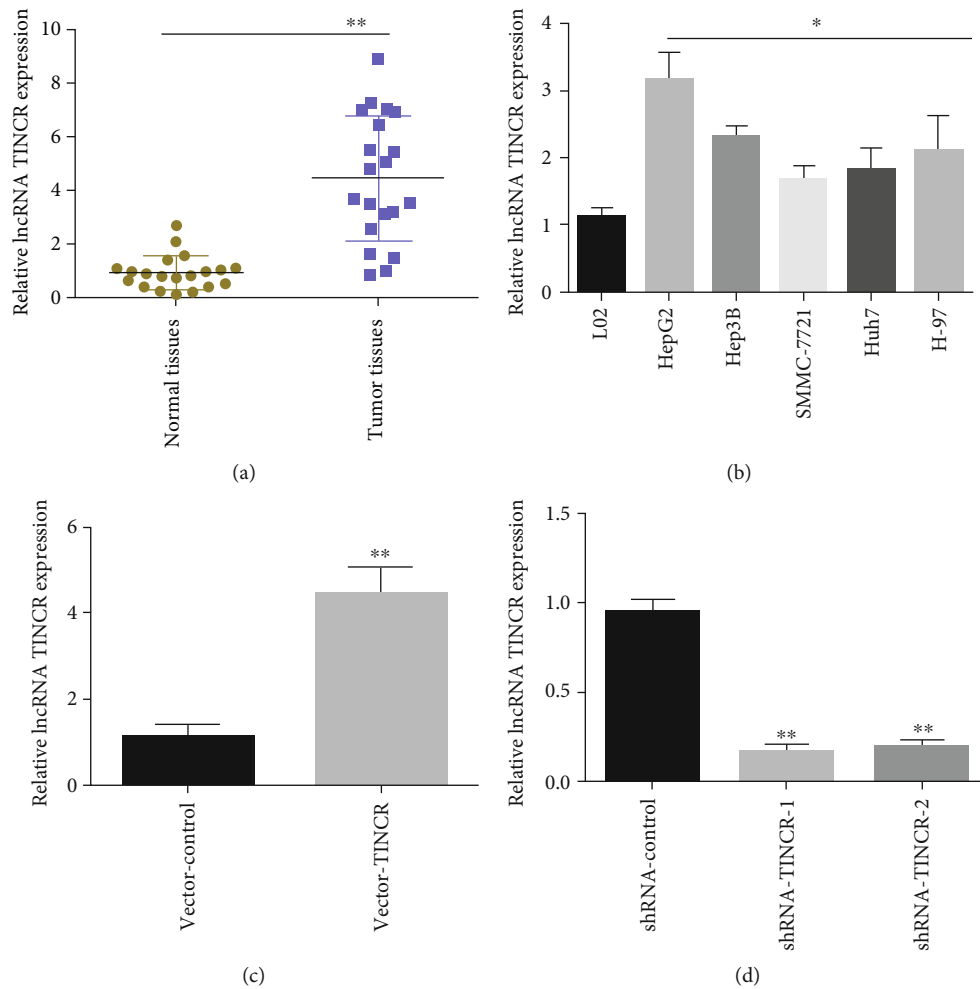 Relative lncRNA TINCR expression
10
8
6
4
2
0
**
Normal tissues
Tumor tissues
(a)
Relative lncRNA TINCR expression
4
3
2
1
0
*
L02
HepG2
Hep3B
SMMC-7721
Huh7
H-97
(b)
Relative lncRNA TINCR expression
6
4
2
0
**
Vector-control
Vector-TINCR
(c)
Relative lncRNA TINCR expression
1.5
1.0
0.5
0.0
**
**
shRNA-control
shRNA-TINCR-1
shRNA-TINCR-2
(d)